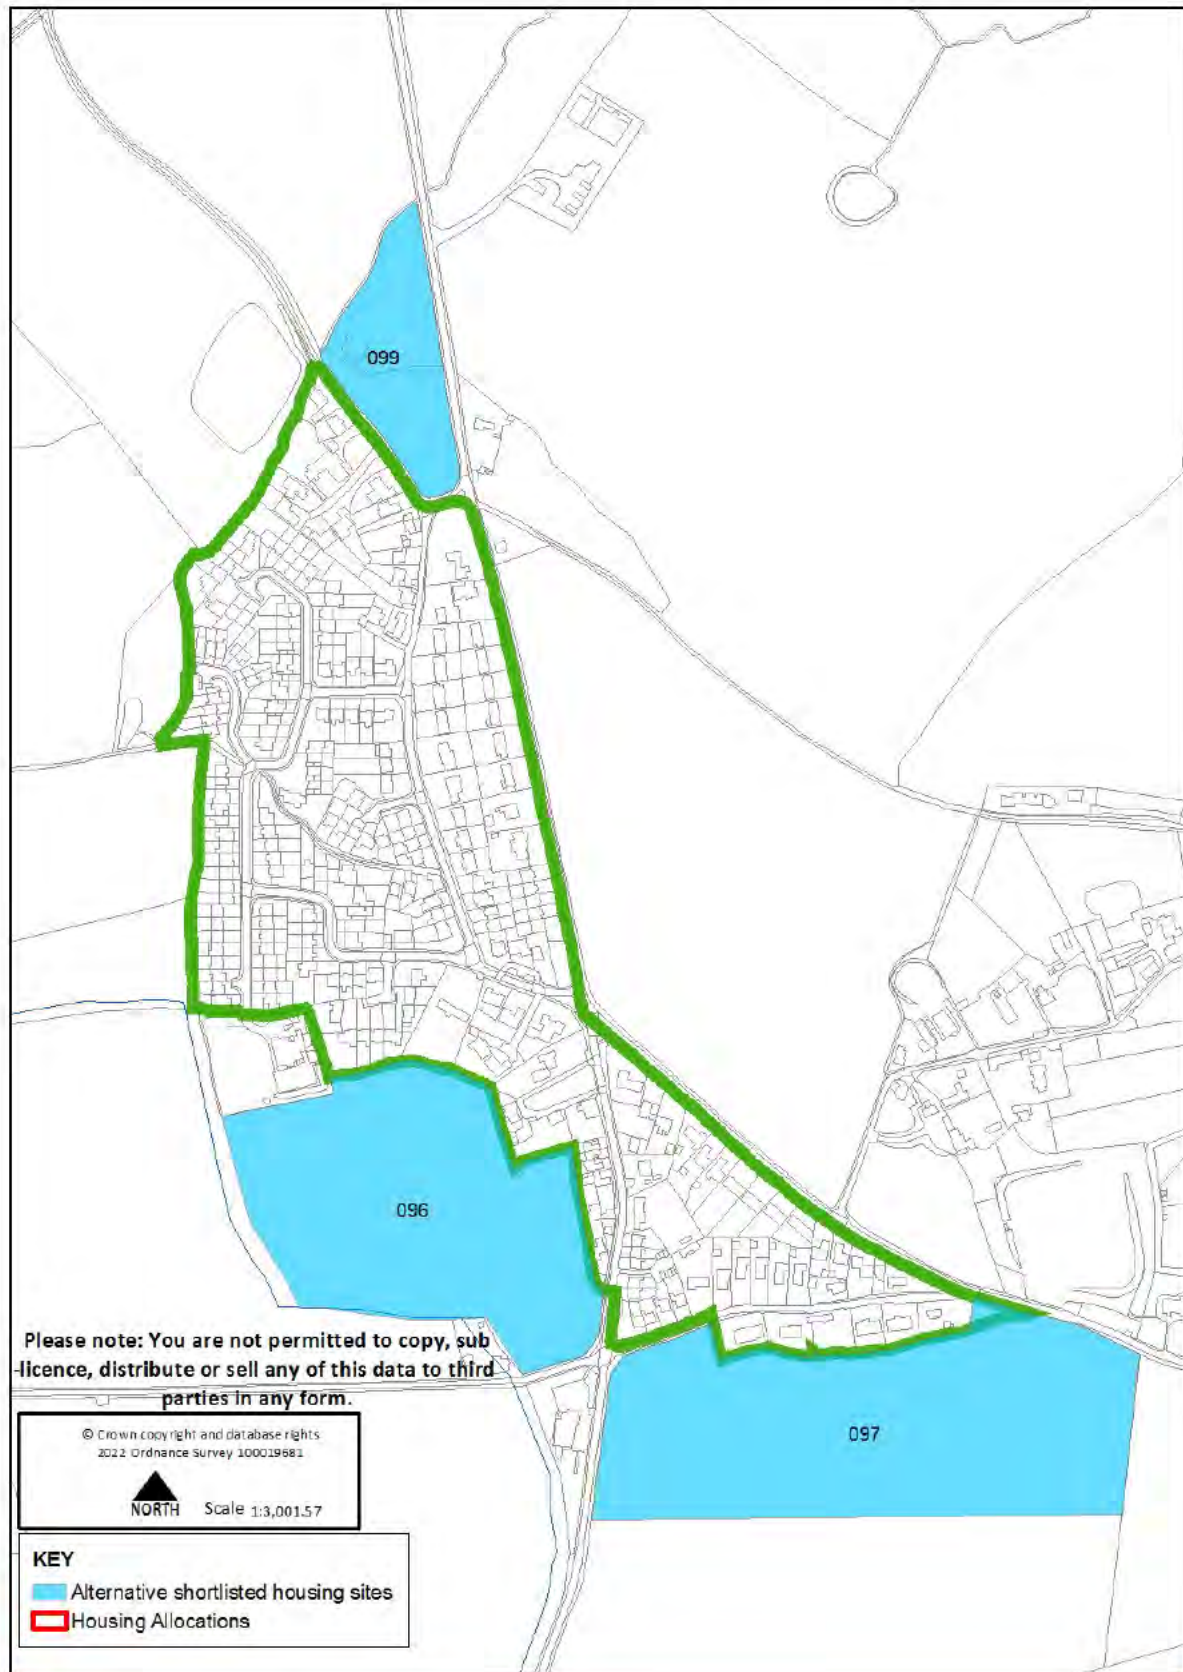 099
096
Please note: You are not permitted to copy, sub
-licence, distribute or sell any of this data to third
parties in any form.
097
© Crown copyright and database rights
2022 Ordnance Survey 100019681
NORTH Scale 1:3,001.57
KEY
Alternative shortlisted housing sites
Housing Allocations